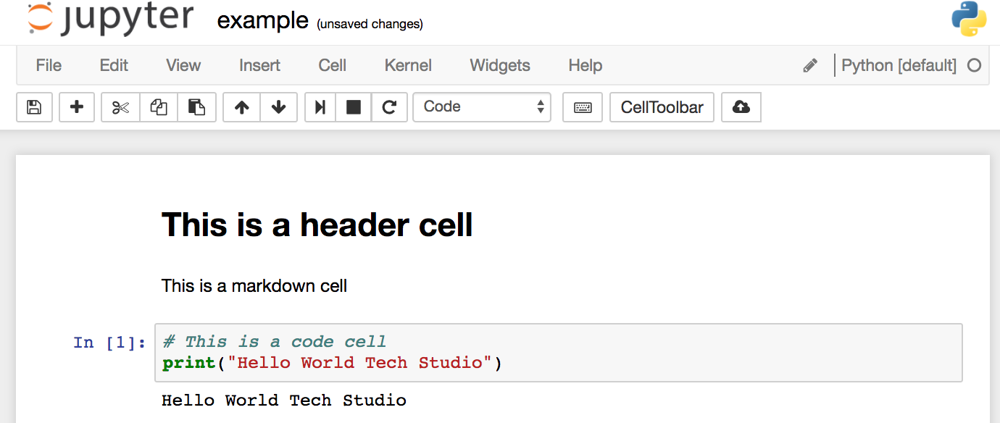 jupyter example (unsaved changes)
File Edit View Insert Cell Kernel Widgets Help Python [default]
Code CellToolbar
This is a header cell
This is a markdown cell
In [1]: # This is a code cell
print("Hello World Tech Studio")
Hello World Tech Studio